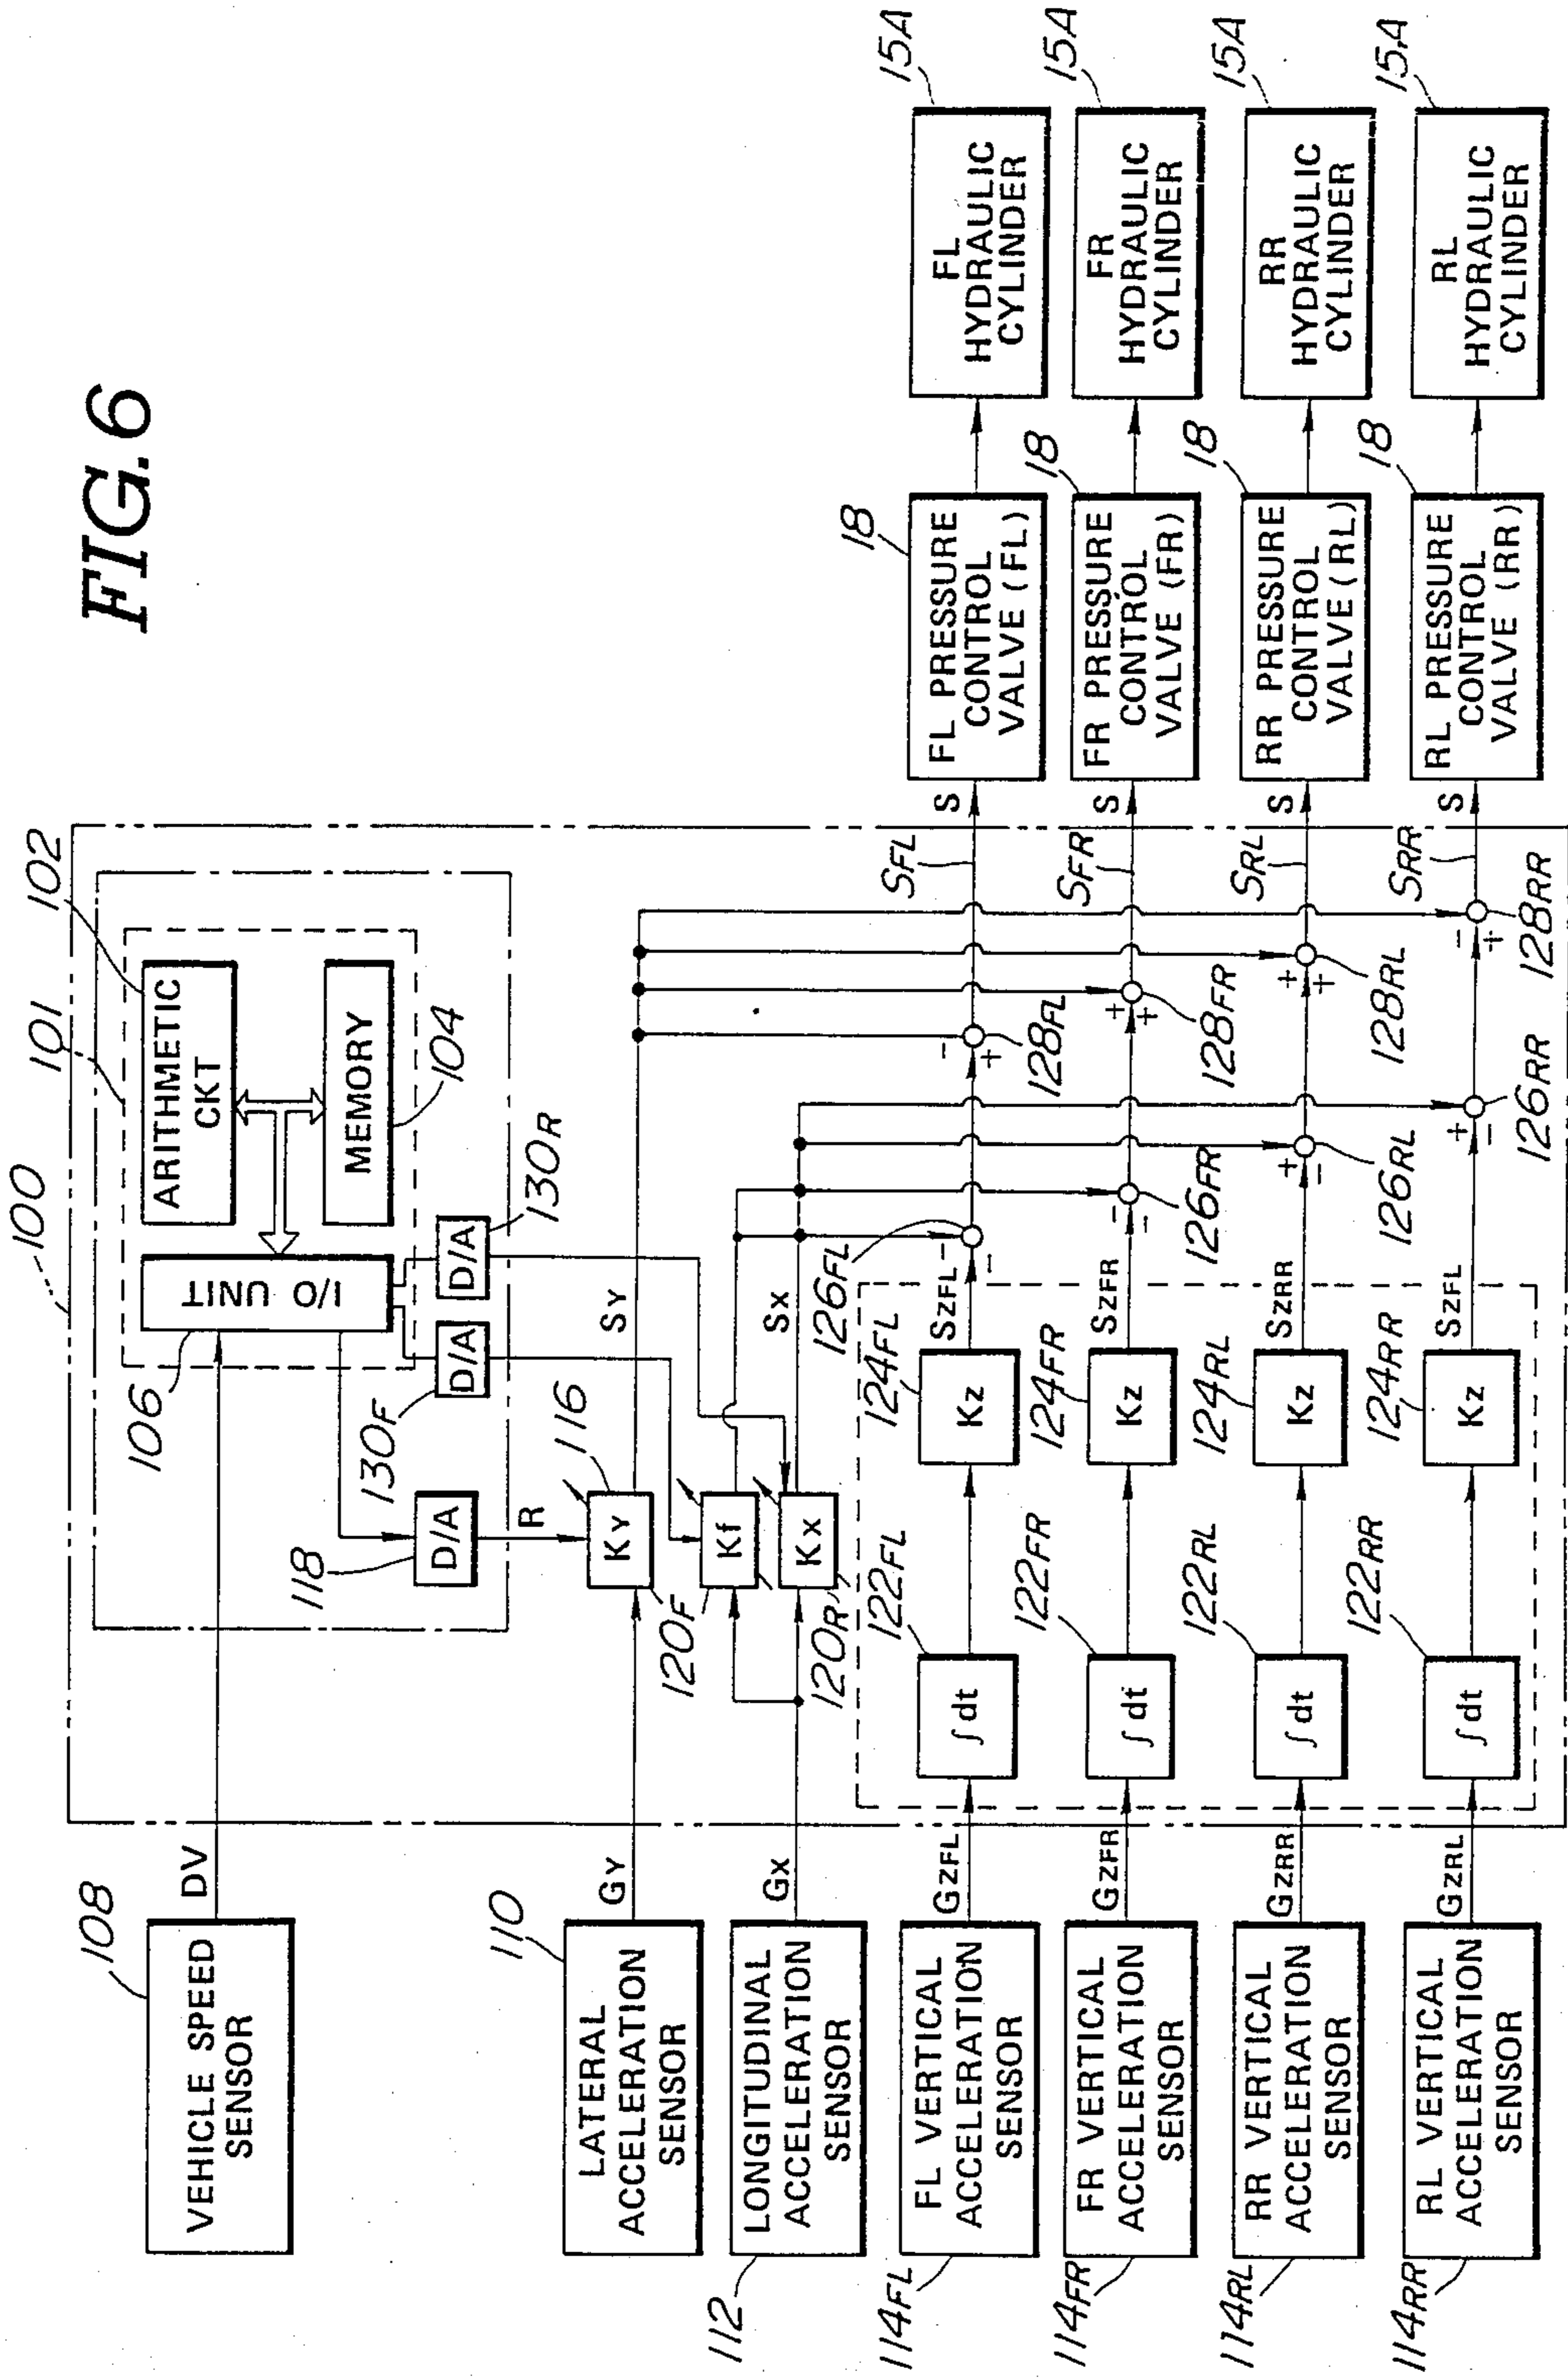 FIG.6
100
101
102
ARITHMETIC
CKT
MEMORY
104
I/O UNIT
106
D/A
130R
D/A
130F
D/A
118
R
108
VEHICLE SPEED
SENSOR
DV
110
LATERAL
ACCELERATION
SENSOR
GY
KY
116
SY
112
LONGITUDINAL
ACCELERATION
SENSOR
GX
Kf
120F
KX
120R
SX
114FL
FL VERTICAL
ACCELERATION
SENSOR
GZFL
∫dt
122FL
KZ
124FL
SZFL
126FL
-
-
128FL
-
+
SFL
S
FL PRESSURE
CONTROL
VALVE (FL)
18
FL
HYDRAULIC
CYLINDER
15A
114FR
FR VERTICAL
ACCELERATION
SENSOR
GZFR
∫dt
122FR
KZ
124FR
SZFR
126FR
-
-
128FR
+
+
SFR
S
FR PRESSURE
CONTROL
VALVE (FR)
18
FR
HYDRAULIC
CYLINDER
15A
114RL
RR VERTICAL
ACCELERATION
SENSOR
GZRR
∫dt
122RL
KZ
124RL
SZRR
126RL
+
-
128RL
+
+
SRL
S
RR PRESSURE
CONTROL
VALVE (RL)
18
RR
HYDRAULIC
CYLINDER
15A
114RR
RL VERTICAL
ACCELERATION
SENSOR
GZRL
∫dt
122RR
KZ
124RR
SZFL
126RR
+
-
128RR
-
+
SRR
S
RL PRESSURE
CONTROL
VALVE (RR)
18
RL
HYDRAULIC
CYLINDER
15A